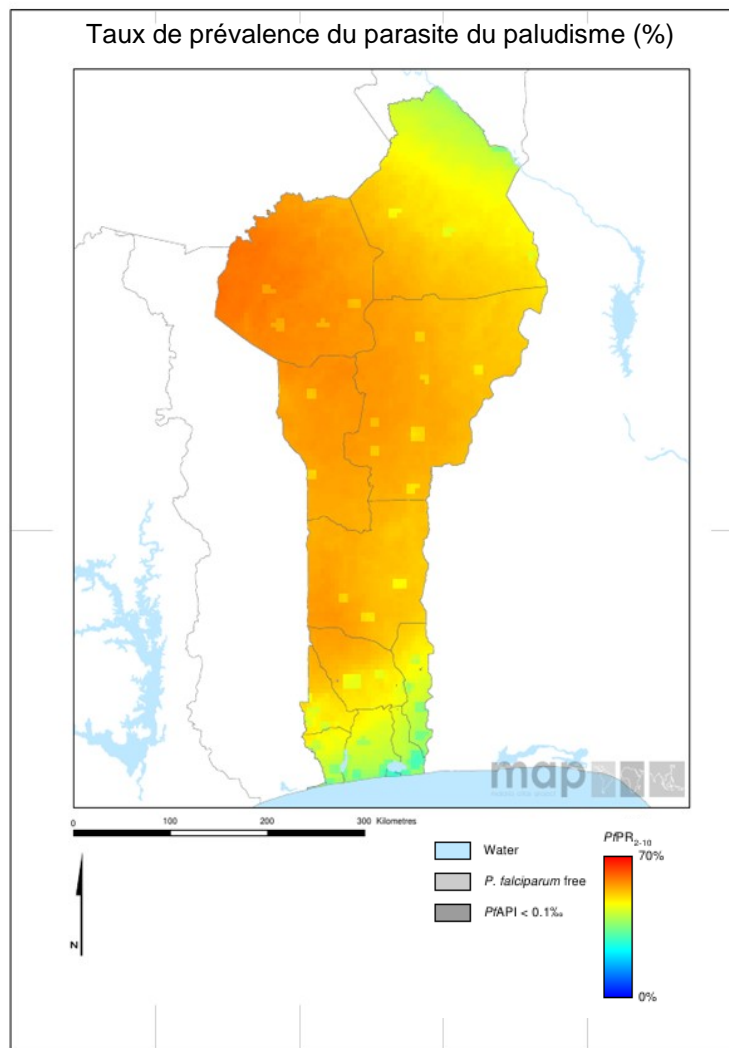 Taux de prévalence du parasite du paludisme (%)
map
0 100 200 300 Kilometres
N
Water
P. falciparum free
PfAPI < 0.1‰
PfPR2-10
70%
0%